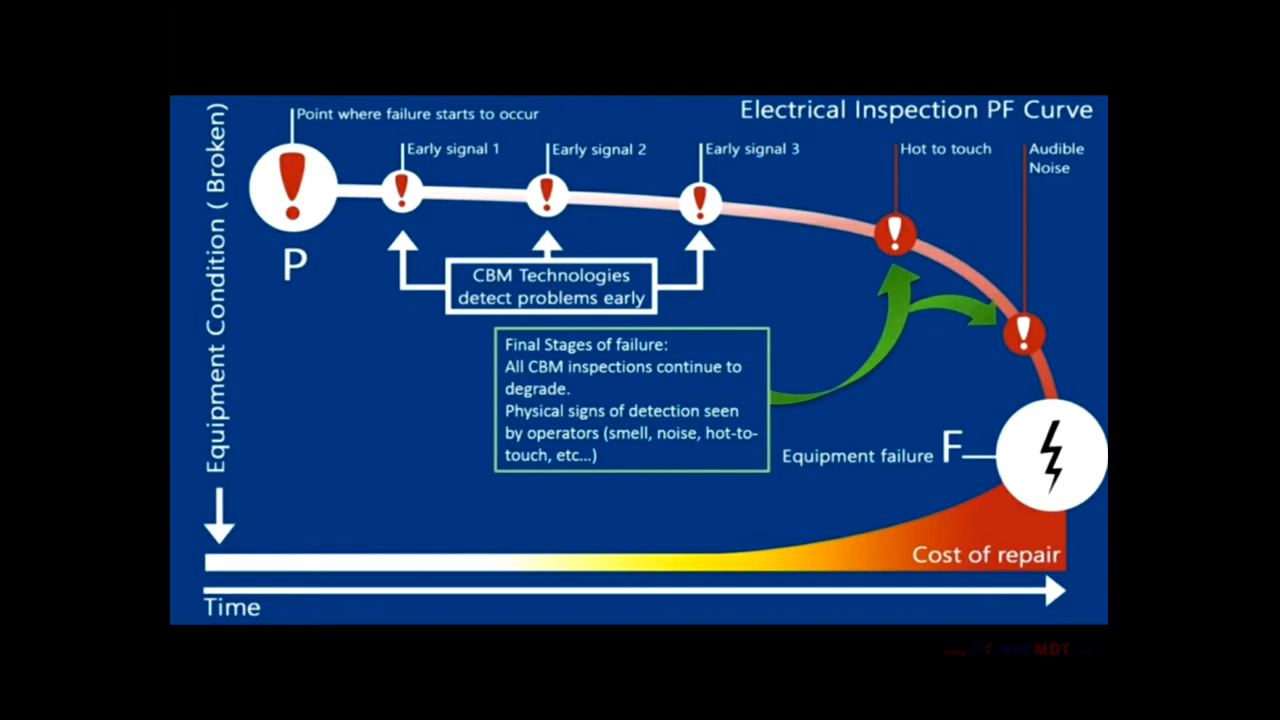 Electrical Inspection PF Curve
Point where failure starts to occur
Early signal 1
Early signal 2
Early signal 3
Hot to touch
Audible
Noise
Equipment Condition ( Broken)
P
CBM Technologies
detect problems early
Final Stages of failure:
All CBM inspections continue to
degrade.
Physical signs of detection seen
by operators (smell, noise, hot-to-
touch, etc...)
Equipment failure F
Cost of repair
Time
MDT